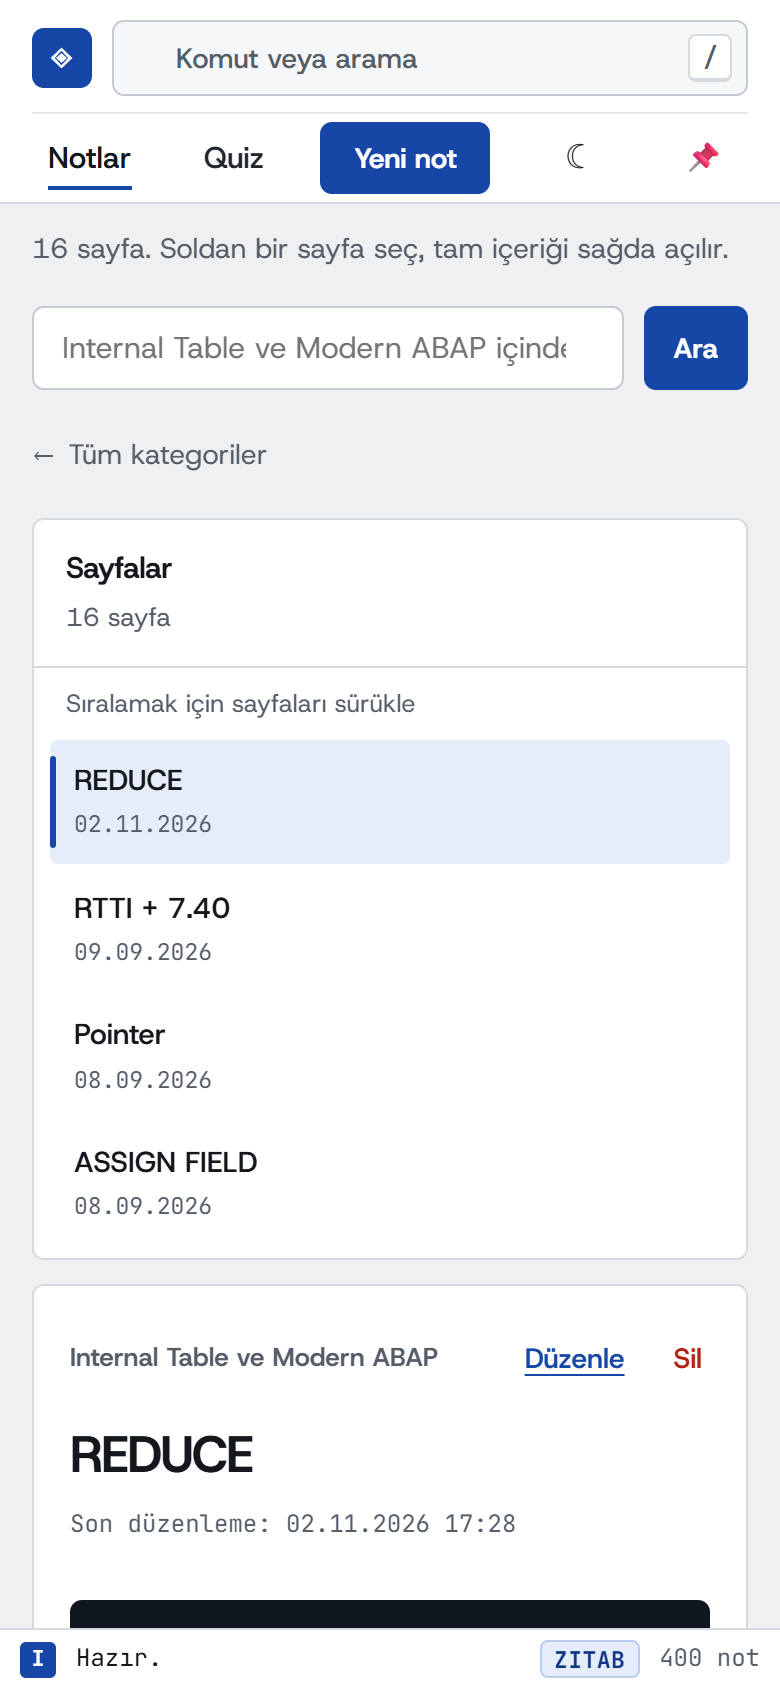 Komut veya arama /
Notlar Quiz Yeni not
16 sayfa. Soldan bir sayfa seç, tam içeriği sağda açılır.
Internal Table ve Modern ABAP içinde Ara
← Tüm kategoriler
Sayfalar
16 sayfa
Sıralamak için sayfaları sürükle
REDUCE
02.11.2026
RTTI + 7.40
09.09.2026
Pointer
08.09.2026
ASSIGN FIELD
08.09.2026
Internal Table ve Modern ABAP Düzenle Sil
REDUCE
Son düzenleme: 02.11.2026 17:28
I Hazır. ZITAB 400 not